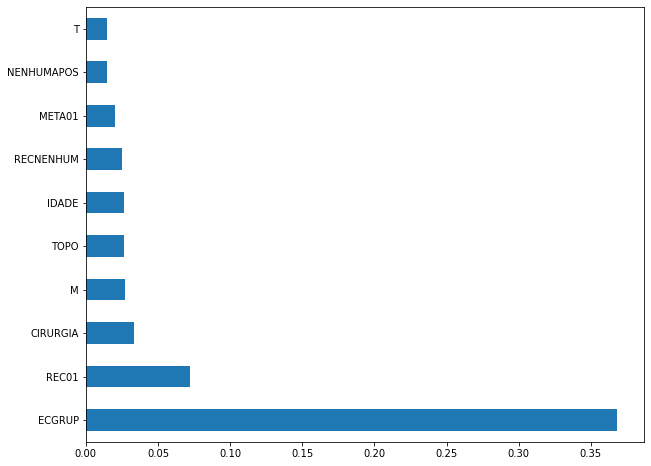 T
NENHUMAPOS
META01
RECNENHUM
IDADE
TOPO
M
CIRURGIA
REC01
ECGRUP
0.00 0.05 0.10 0.15 0.20 0.25 0.30 0.35